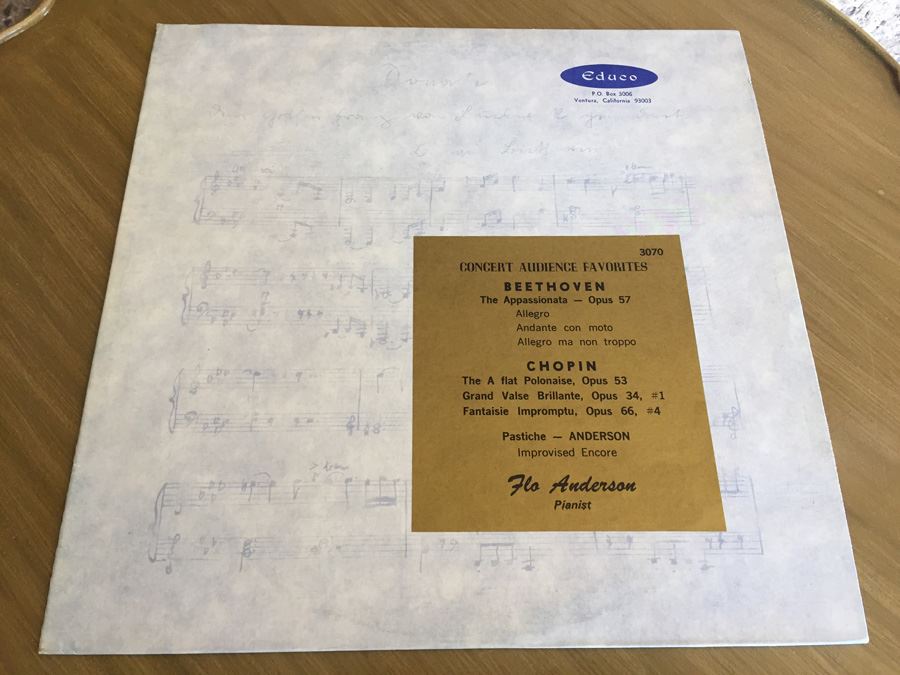 Educo
P.O. Box 3006
Ventura, California 93003
3070
CONCERT AUDIENCE FAVORITES
BEETHOVEN
The Appassionata — Opus 57
Allegro
Andante con moto
Allegro ma non troppo
CHOPIN
The A flat Polonaise, Opus 53
Grand Valse Brillante, Opus 34, #1
Fantaisie Impromptu, Opus 66, #4
Pastiche — ANDERSON
Improvised Encore
Flo Anderson
Pianist